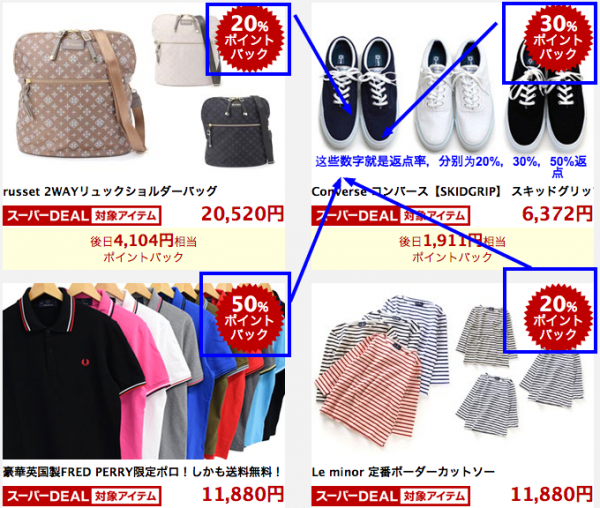 20%
ポイント
バック
30%
ポイント
バック
这些数字就是返点率，分别为20%，30%，50%返
点
russet 2WAYリュックショルダーバッグ
Converse コンバース【SKIDGRIP】 スキッドグリッ
スーパーDEAL 対象アイテム 20,520円
スーパーDEAL 対象アイテム 6,372円
後日4,104円相当
ポイントバック
後日1,911円相当
ポイントバック
50%
ポイント
バック
20%
ポイント
バック
豪華英国製FRED PERRY限定ポロ！しかも送料無料！
Le minor 定番ボーダーカットソー
スーパーDEAL 対象アイテム 11,880円
スーパーDEAL 対象アイテム 11,880円